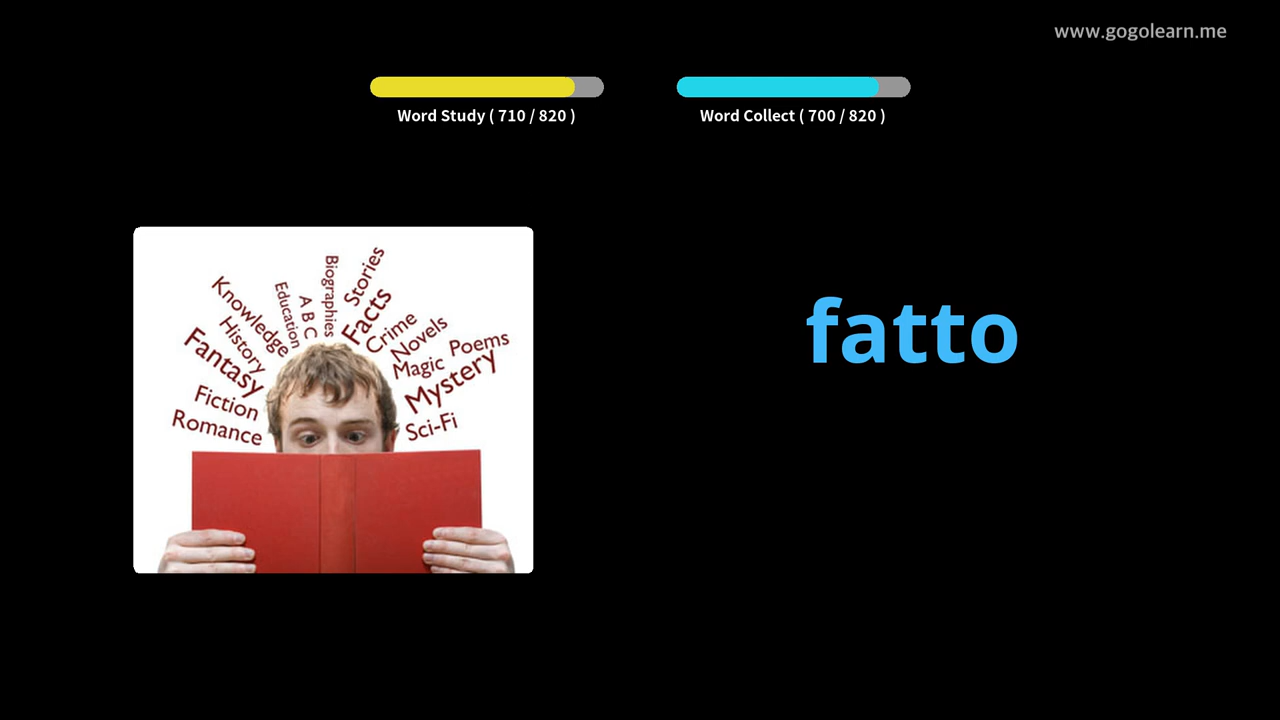 www.gogolearn.me
Word Study ( 710 / 820 )
Word Collect ( 700 / 820 )
Biographies
Stories
Facts
A B C
Education
Knowledge
History
Fantasy
Fiction
Romance
Crime
Novels
Poems
Magic
Mystery
Sci-Fi
fatto